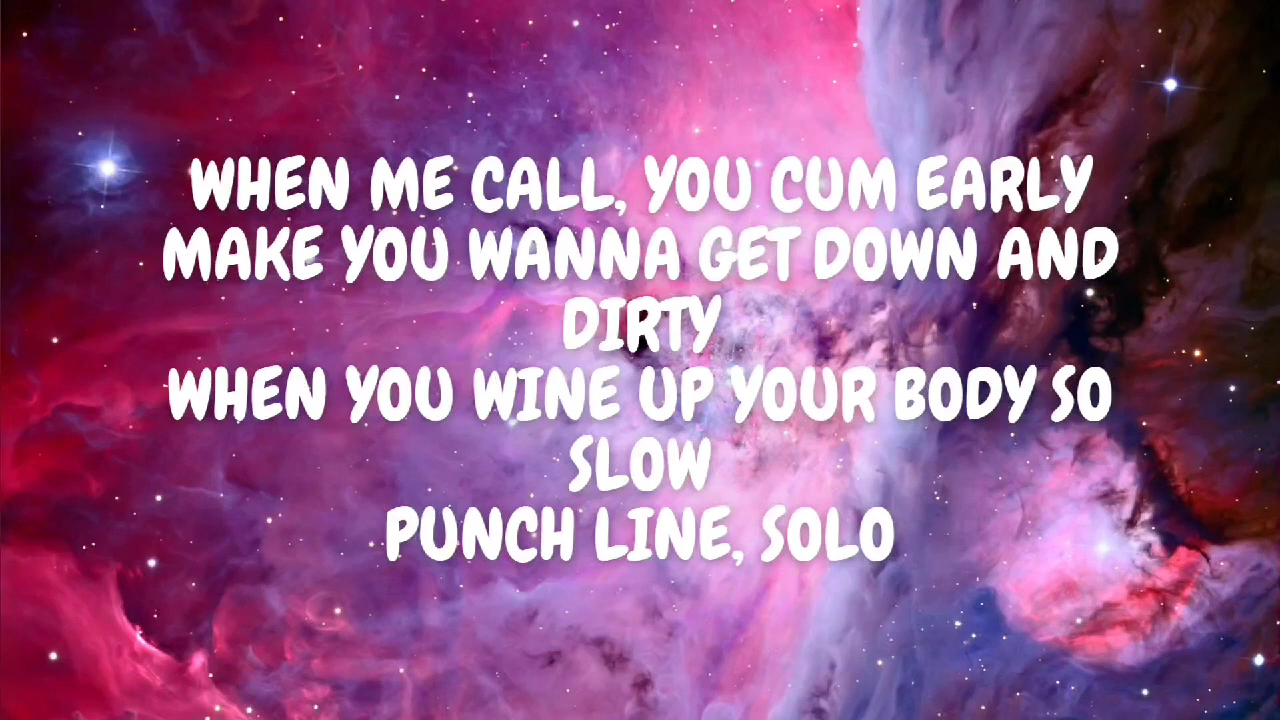 WHEN ME CALL, YOU CUM EARLY
MAKE YOU WANNA GET DOWN AND
DIRTY
WHEN YOU WINE UP YOUR BODY SO
SLOW
PUNCH LINE, SOLO